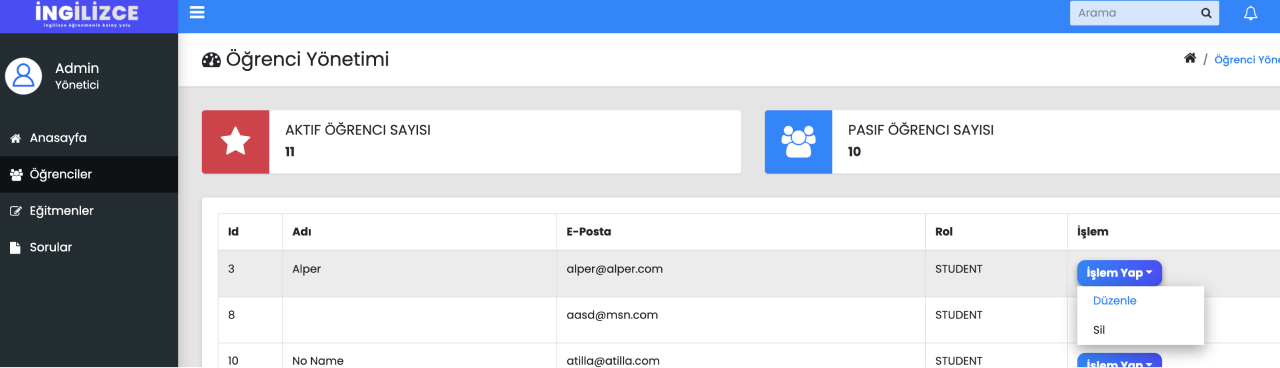 İNGİLİZCE
ingilizce öğrenmenin kolay yolu
Arama
Admin
Yönetici
Öğrenci Yönetimi
/ Öğrenci Yöne
Anasayfa
Öğrenciler
Eğitmenler
Sorular
AKTIF ÖĞRENCI SAYISI
11
PASIF ÖĞRENCI SAYISI
10
Id Adı E-Posta Rol İşlem
3 Alper alper@alper.com STUDENT İşlem Yap
Düzenle
8 aasd@msn.com STUDENT
Sil
10 No Name atilla@atilla.com STUDENT İşlem Yap